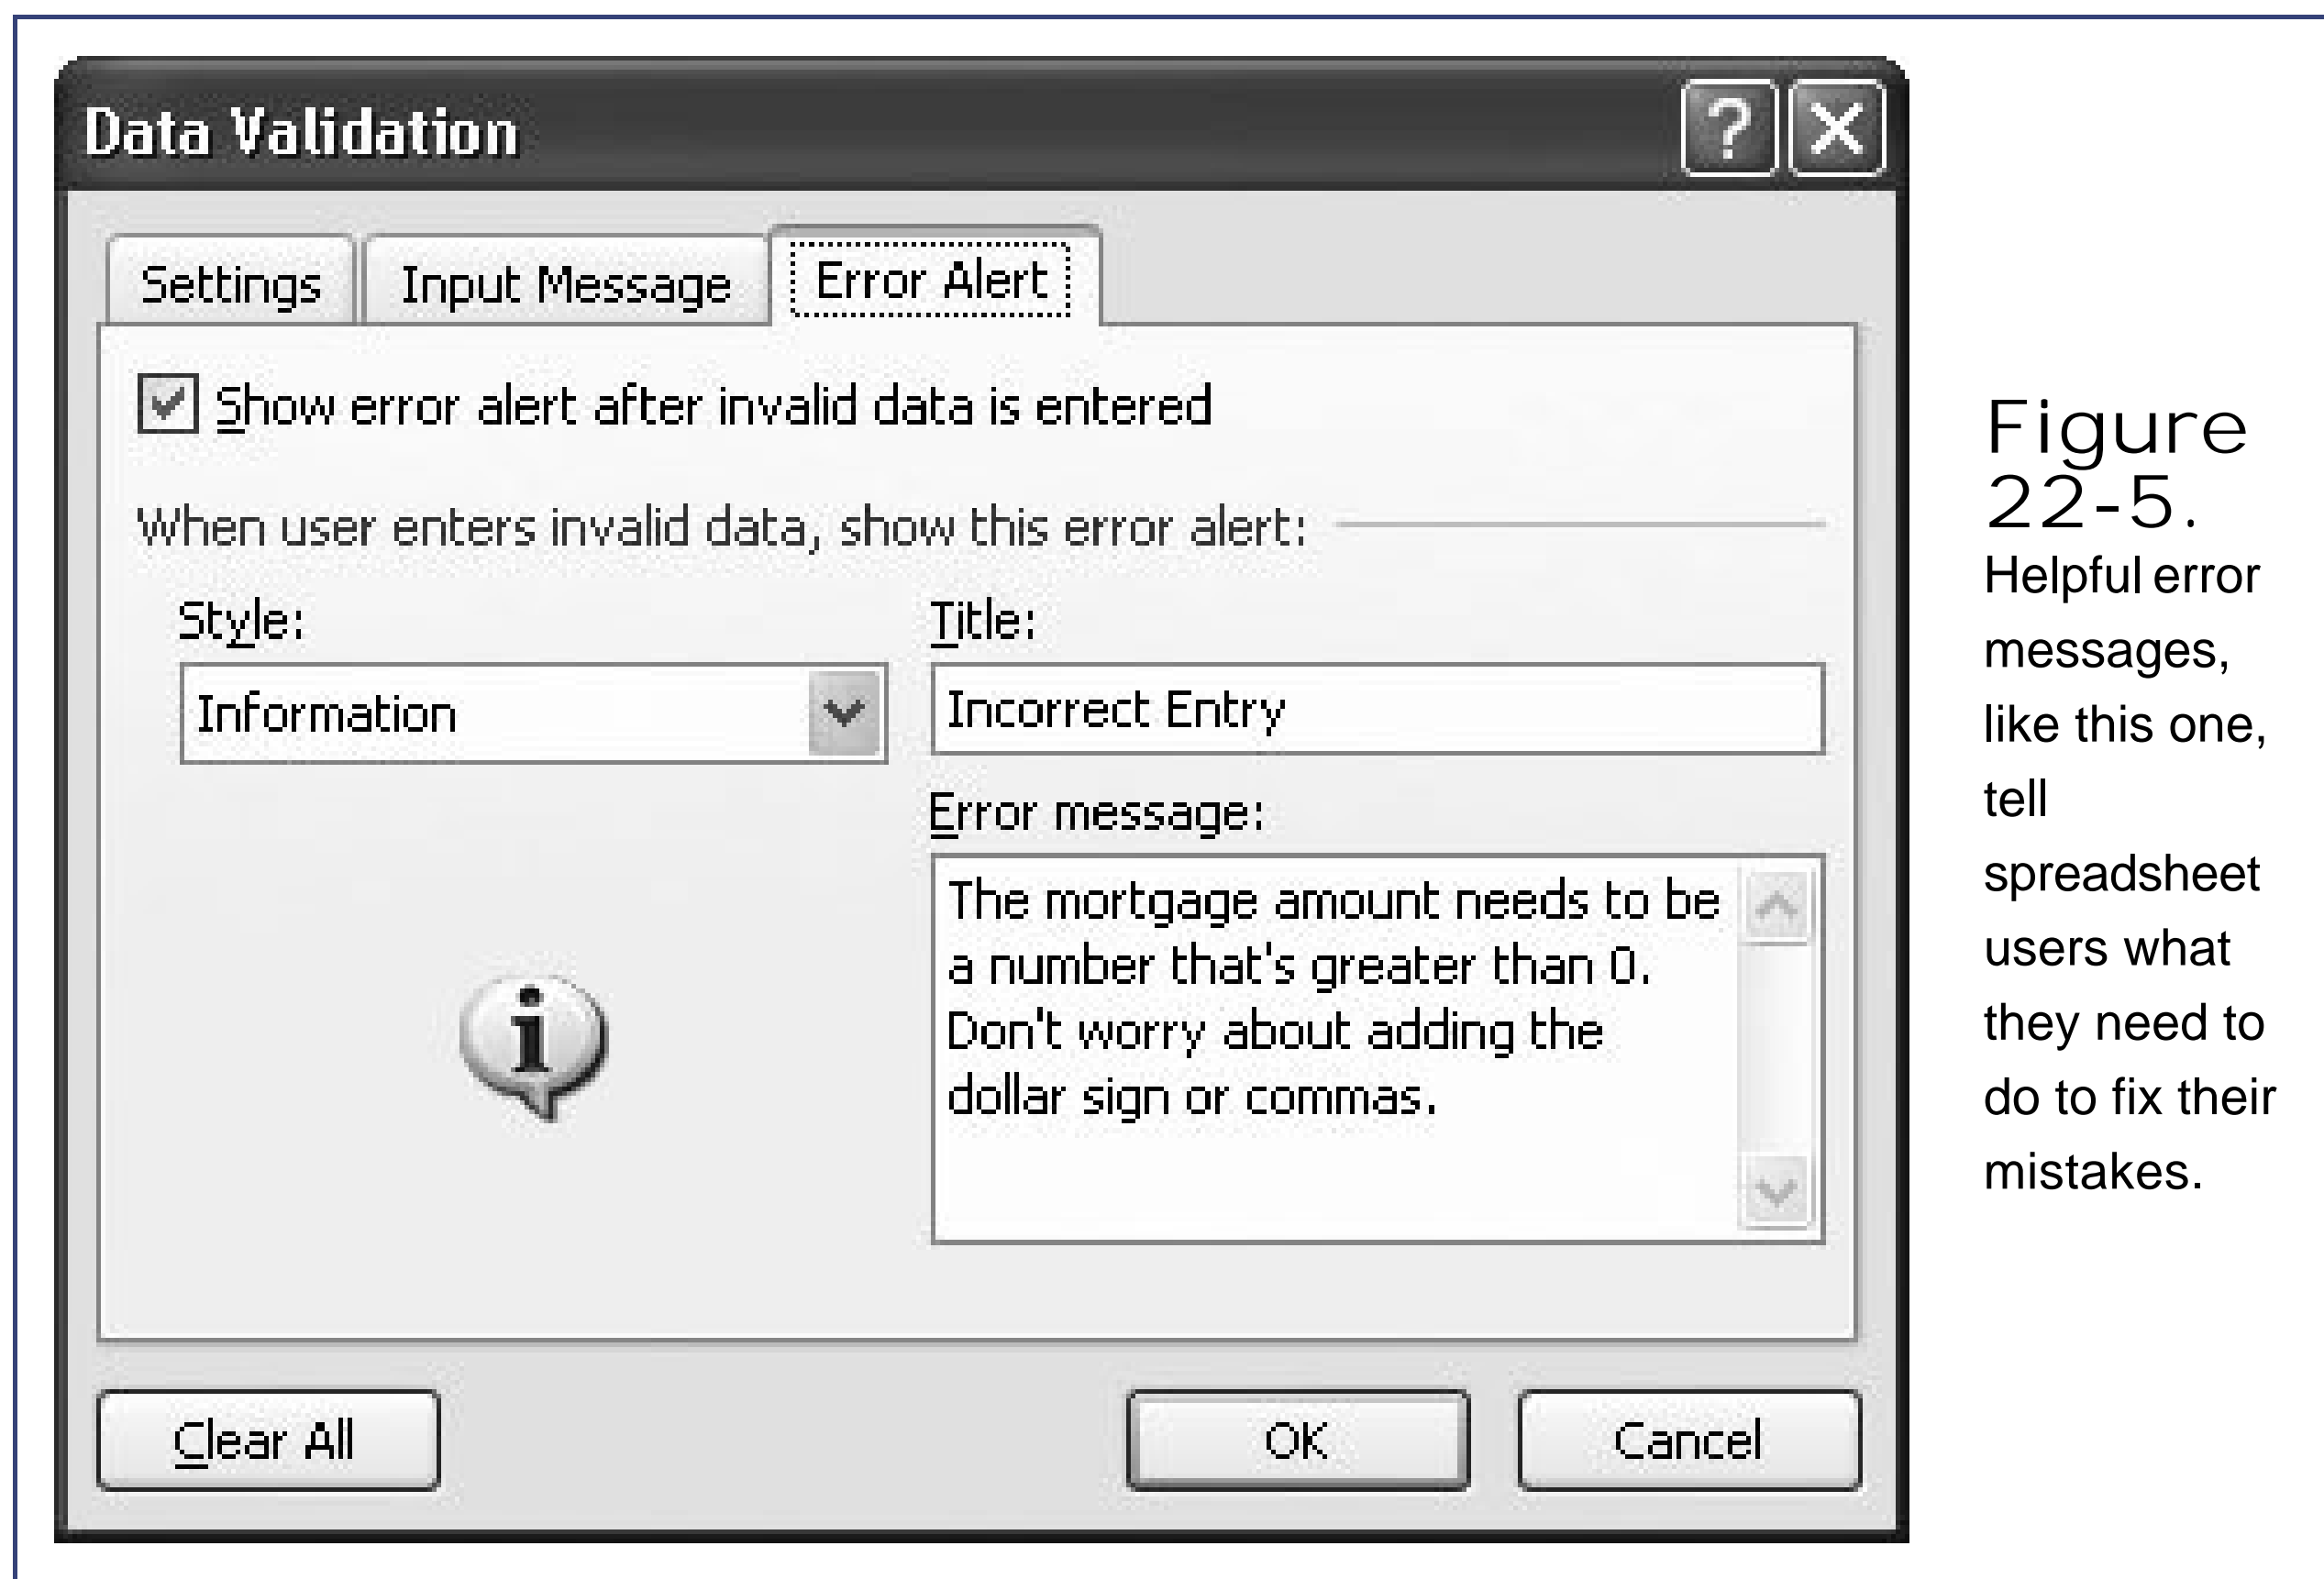 Data Validation
Settings
Input Message
Error Alert
Show error alert after invalid data is entered
When user enters invalid data, show this error alert:
Style:
Title:
Information
Incorrect Entry
Error message:
The mortgage amount needs to be
a number that's greater than 0.
Don't worry about adding the
dollar sign or commas.
Clear All
OK
Cancel
Figure
22-5.
Helpful error
messages,
like this one,
tell
spreadsheet
users what
they need to
do to fix their
mistakes.